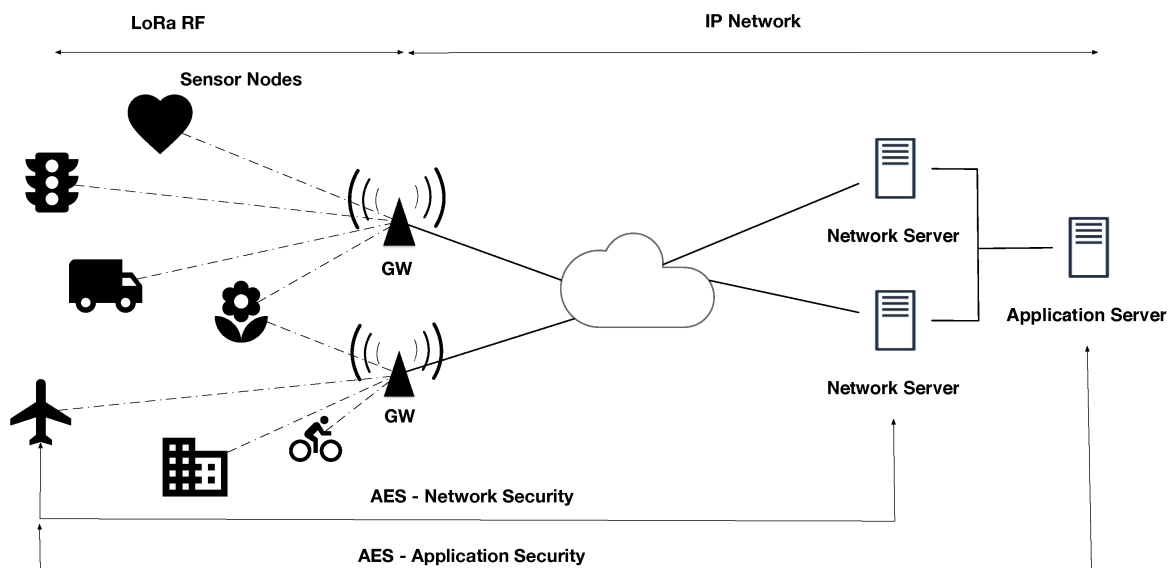 LoRa RF
IP Network
Sensor Nodes
Network Server
GW
Application Server
Network Server
GW
AES - Network Security
AES - Application Security